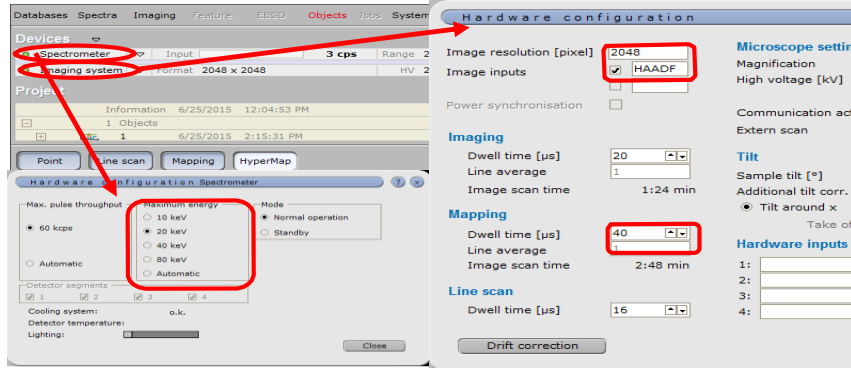 Databases Spectra Imaging Feature EBSD Objects Jobs System
Devices
Spectrometer Input 3 cps Range 2
Imaging system Format 2048 x 2048 HV 2
Project
Information 6/25/2015 12:04:53 PM
1 Objects
1 6/25/2015 2:15:31 PM
Point Line scan Mapping HyperMap
Hardware configuration Spectrometer
Max. pulse throughput Maximum energy Mode
60 kcps
Automatic
10 keV
20 keV
40 keV
80 keV
Automatic
Normal operation
Standby
Detector segments
1 2 3 4
Cooling system: o.k.
Detector temperature:
Lighting:
Close
Hardware configuration
Image resolution [pixel] 2048
Image inputs HAADF
Power synchronisation
Imaging
Dwell time [µs] 20
Line average 1
Image scan time 1:24 min
Mapping
Dwell time [µs] 40
Line average 1
Image scan time 2:48 min
Line scan
Dwell time [µs] 16
Drift correction
Microscope settin
Magnification
High voltage [kV]
Communication act
Extern scan
Tilt
Sample tilt [°]
Additional tilt corr.
Tilt around x
Take of
Hardware inputs
1:
2:
3:
4: